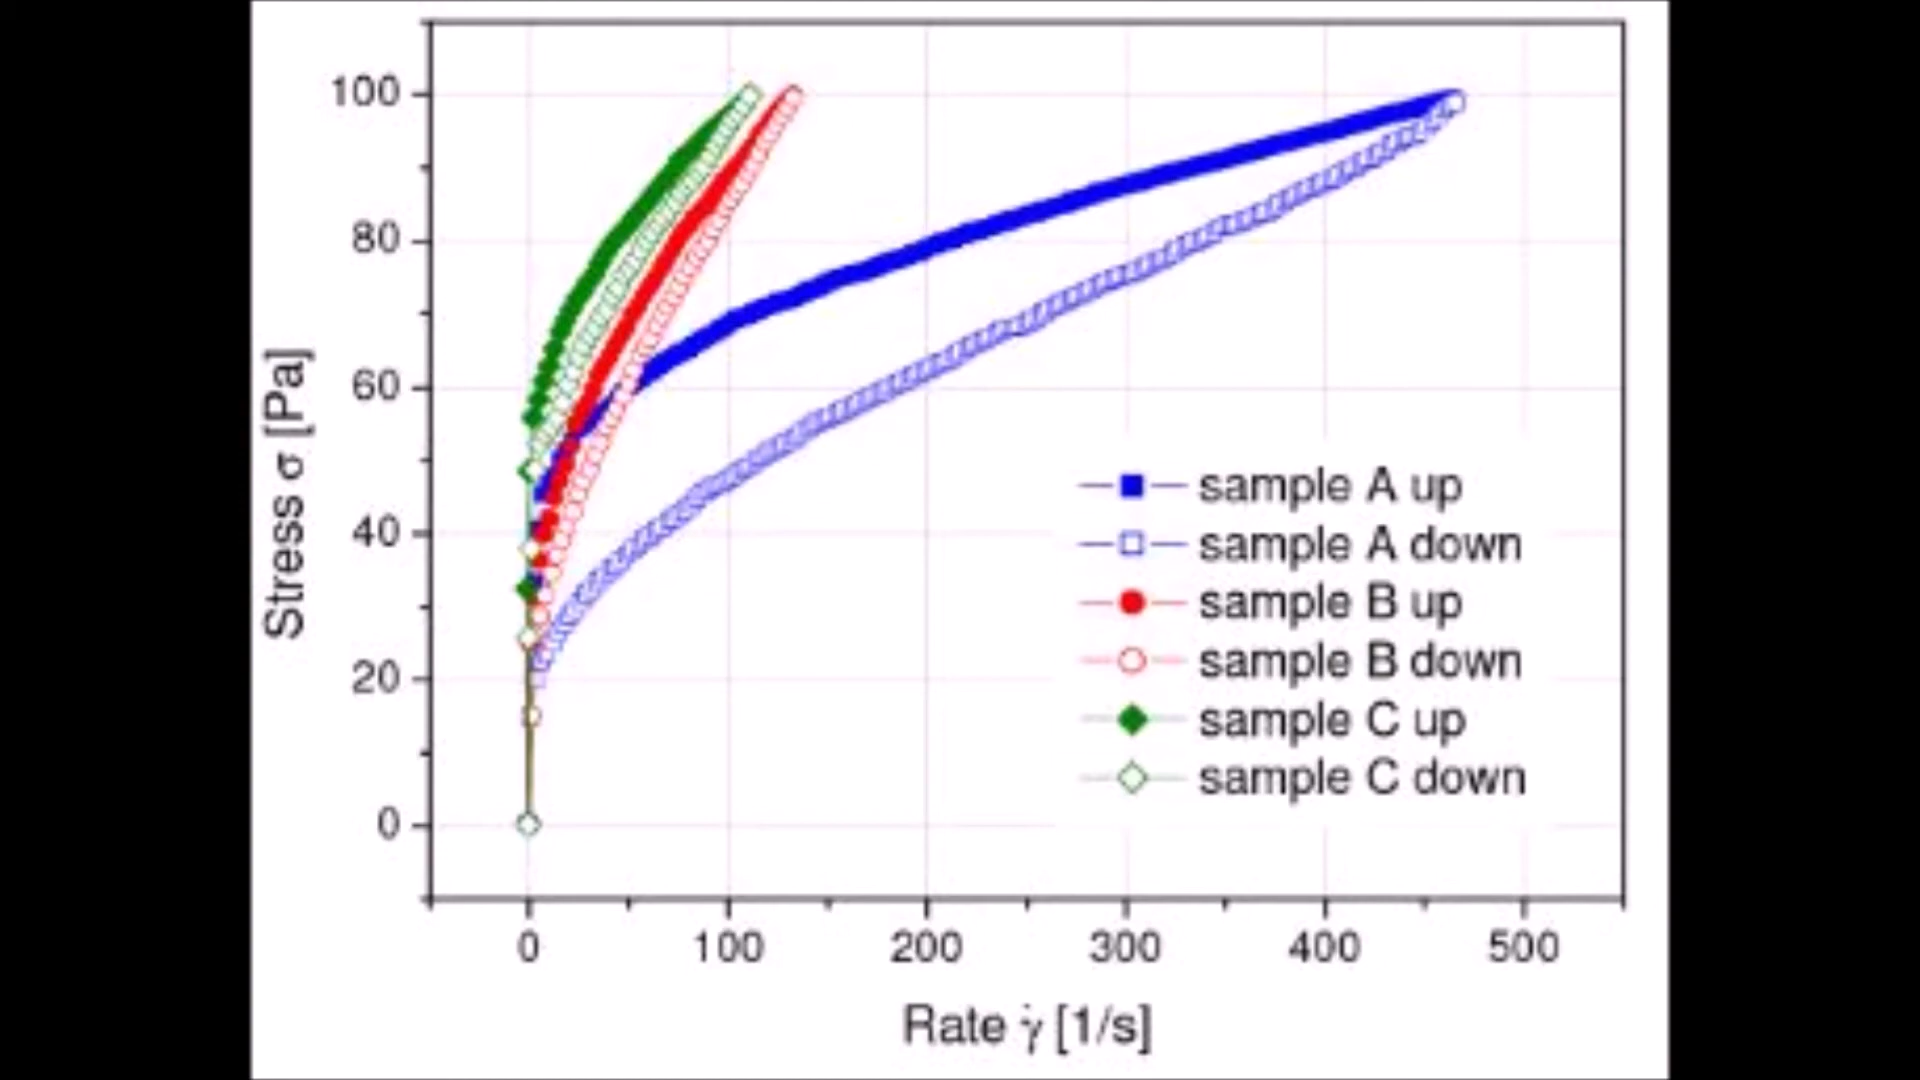 100
80
60
40
20
0
Stress σ [Pa]
sample A up
sample A down
sample B up
sample B down
sample C up
sample C down
0 100 200 300 400 500
Rate γ̇ [1/s]